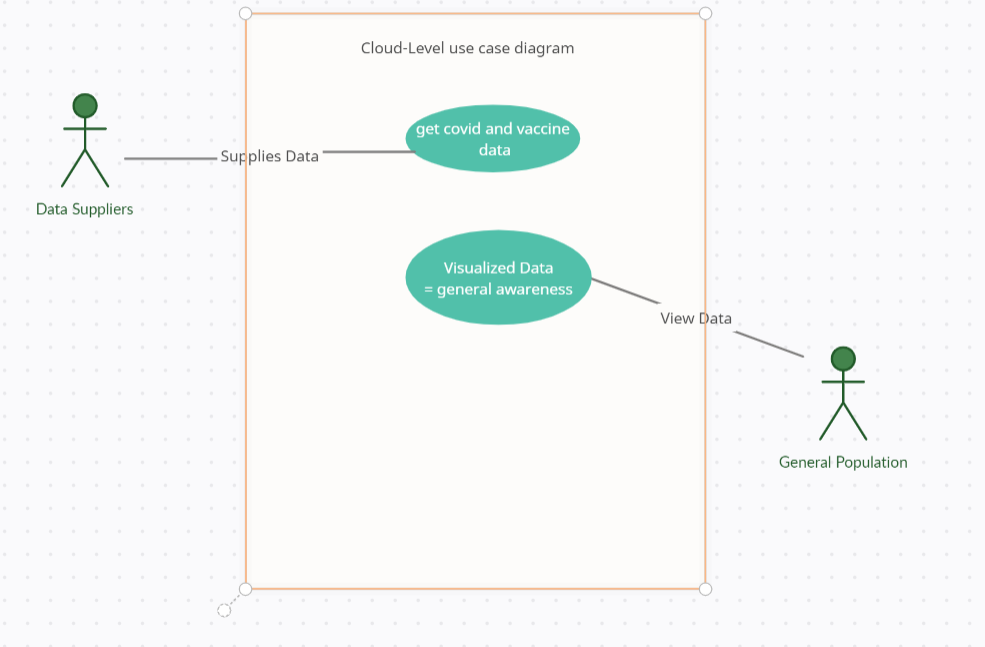 Cloud-Level use case diagram
get covid and vaccine
data
Supplies Data
Data Suppliers
Visualized Data
= general awareness
View Data
General Population